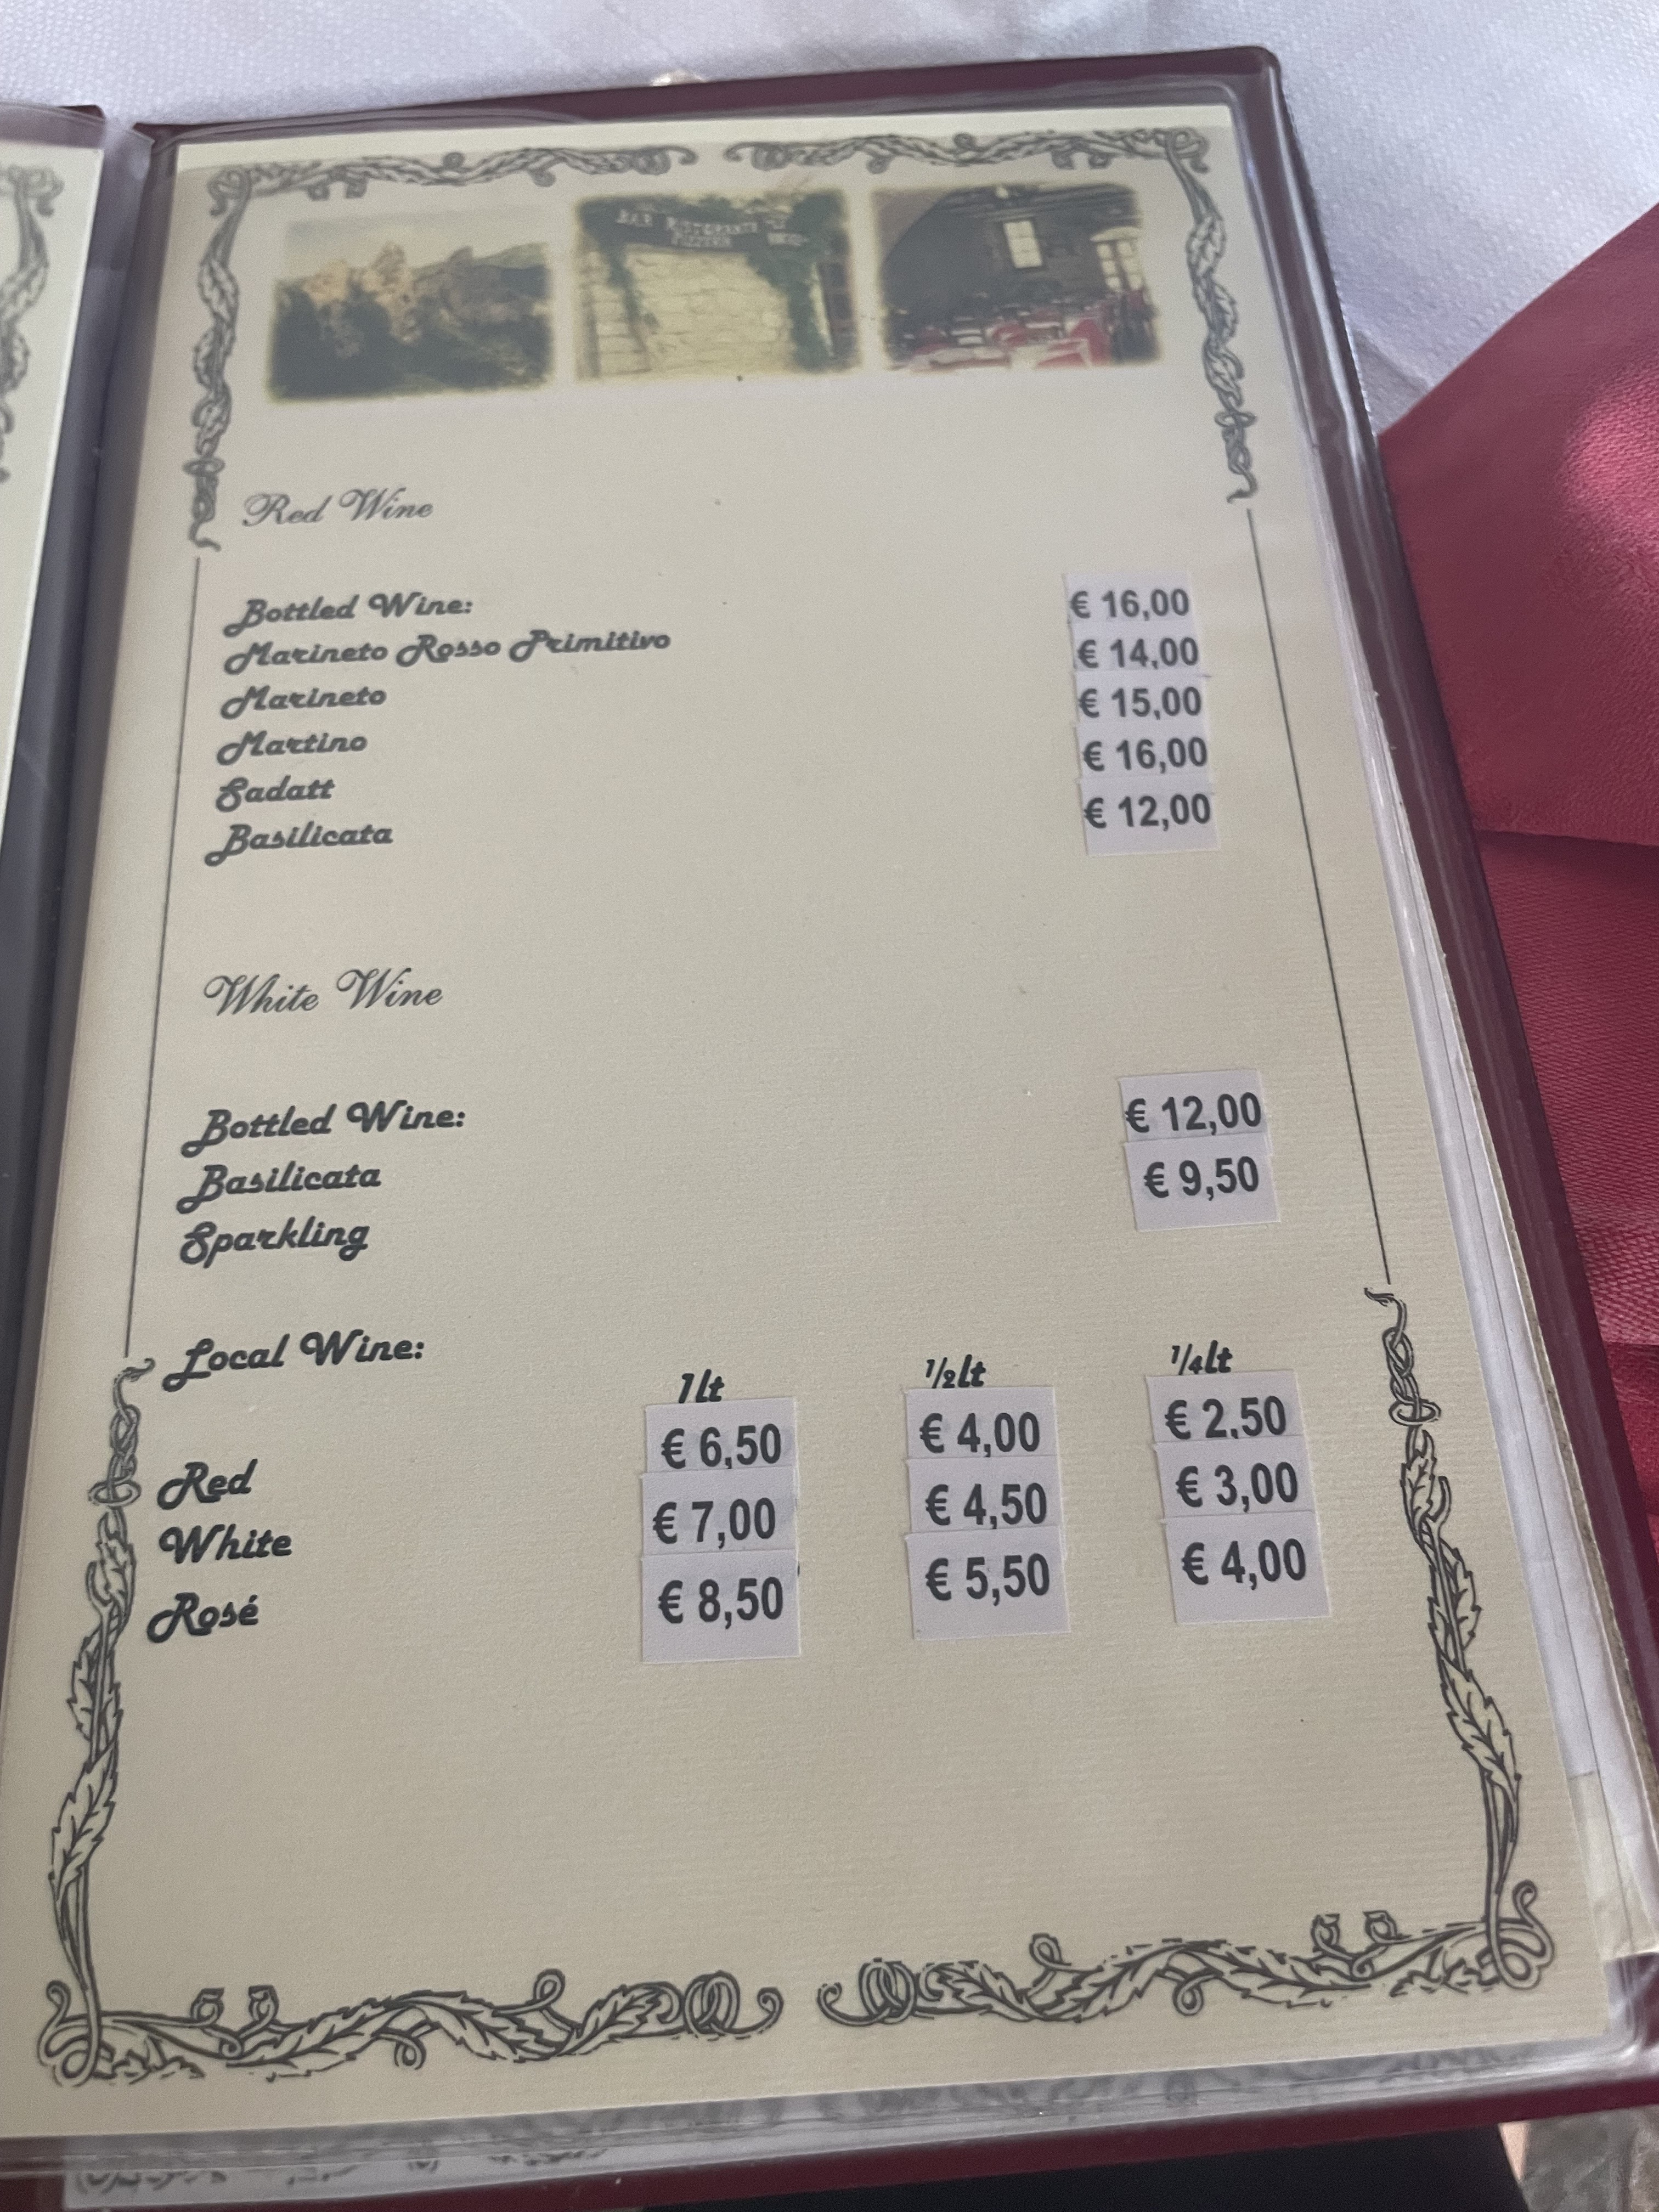 Red Wine
Bottled Wine:
Marineto Rosso Primitivo € 16,00
Marineto € 14,00
Martino € 15,00
Sadatt € 16,00
Basilicata € 12,00
White Wine
Bottled Wine:
Basilicata € 12,00
Sparkling € 9,50
Local Wine:
1lt ½lt ¼lt
Red € 6,50 € 4,00 € 2,50
White € 7,00 € 4,50 € 3,00
Rosé € 8,50 € 5,50 € 4,00